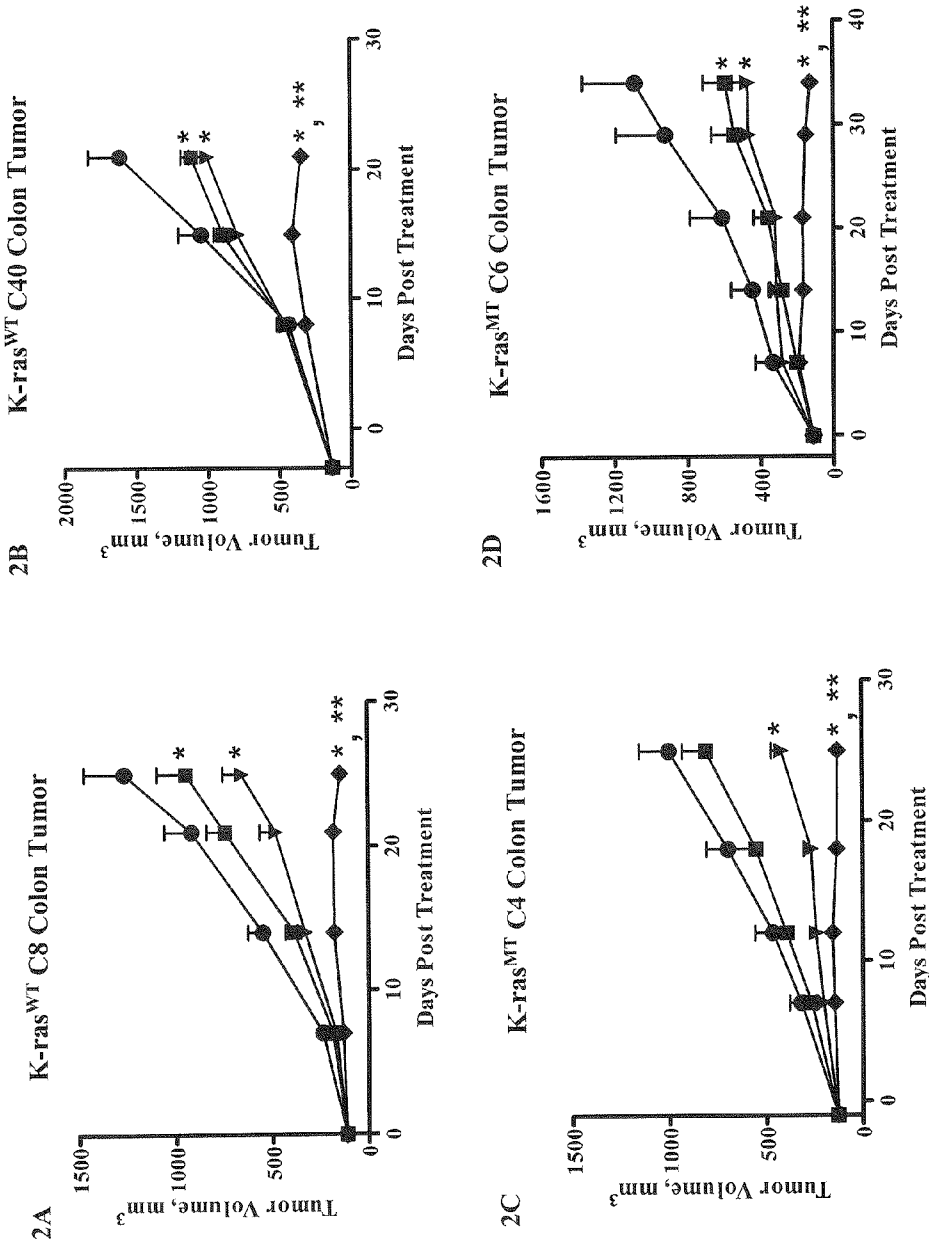 2A
K-ras^WT C8 Colon Tumor
Tumor Volume, mm³
1500
1000
500
0
0
10
20
30
*
*
*, **
Days Post Treatment
2B
K-ras^WT C40 Colon Tumor
Tumor Volume, mm³
2000
1500
1000
500
0
0
10
20
30
*
*
*, **
Days Post Treatment
2C
K-ras^MT C4 Colon Tumor
Tumor Volume, mm³
1500
1000
500
0
0
10
20
30
*
*, **
Days Post Treatment
2D
K-ras^MT C6 Colon Tumor
Tumor Volume, mm³
1600
1200
800
400
0
0
10
20
30
40
*
*
*, **
Days Post Treatment